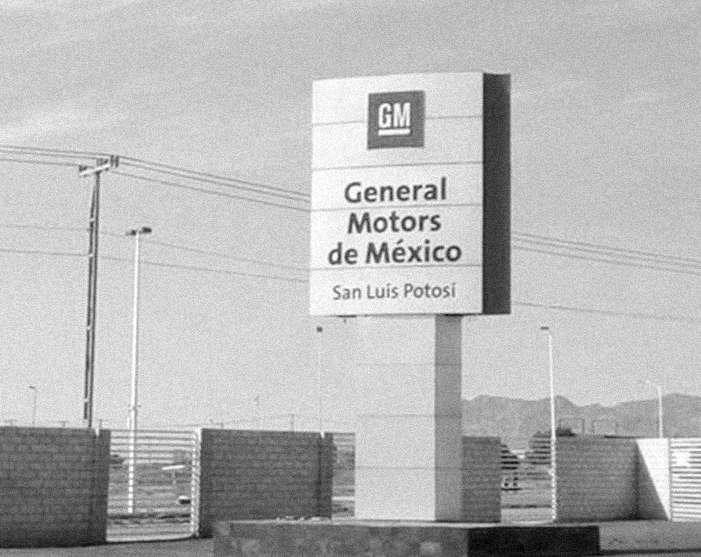 GM
General
Motors
de México
San Luis Potosí